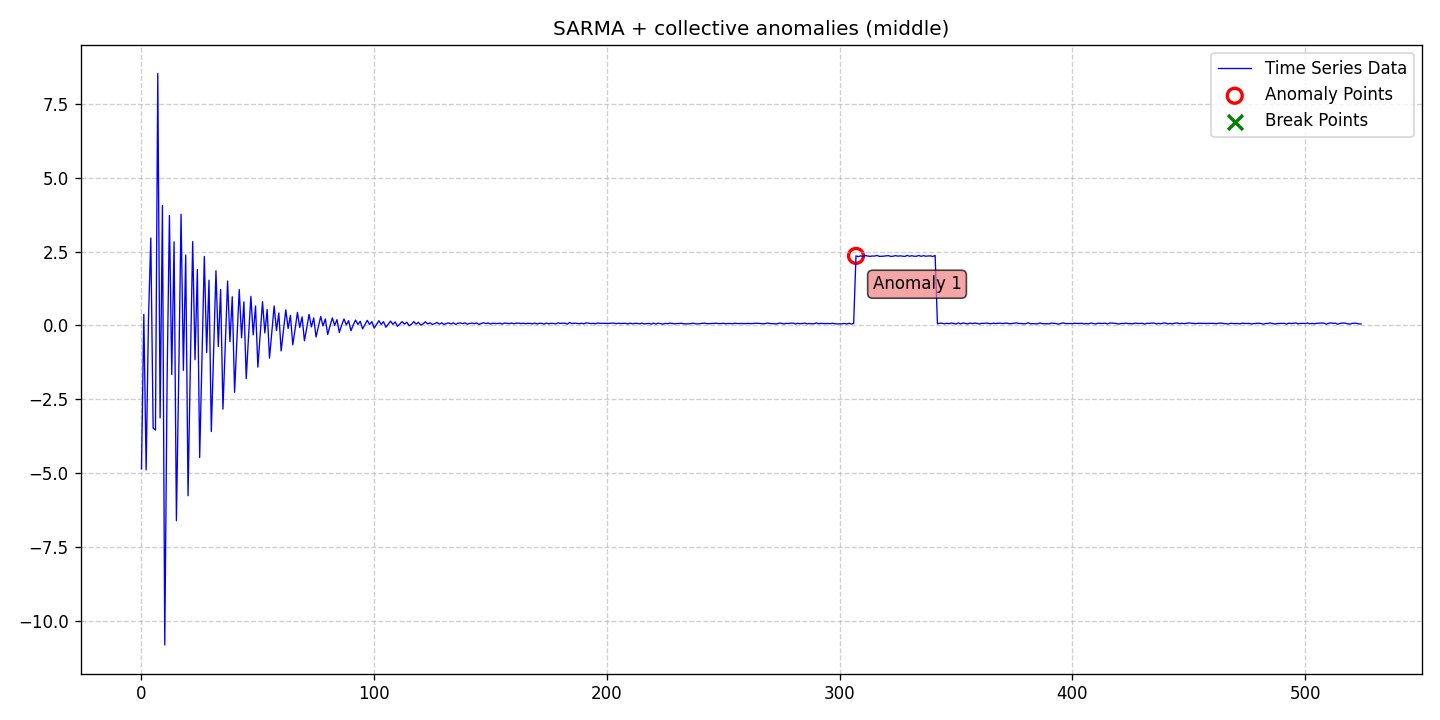 SARMA + collective anomalies (middle)
Time Series Data
Anomaly Points
Break Points
7.5
5.0
2.5
0.0
−2.5
−5.0
−7.5
−10.0
Anomaly 1
0
100
200
300
400
500